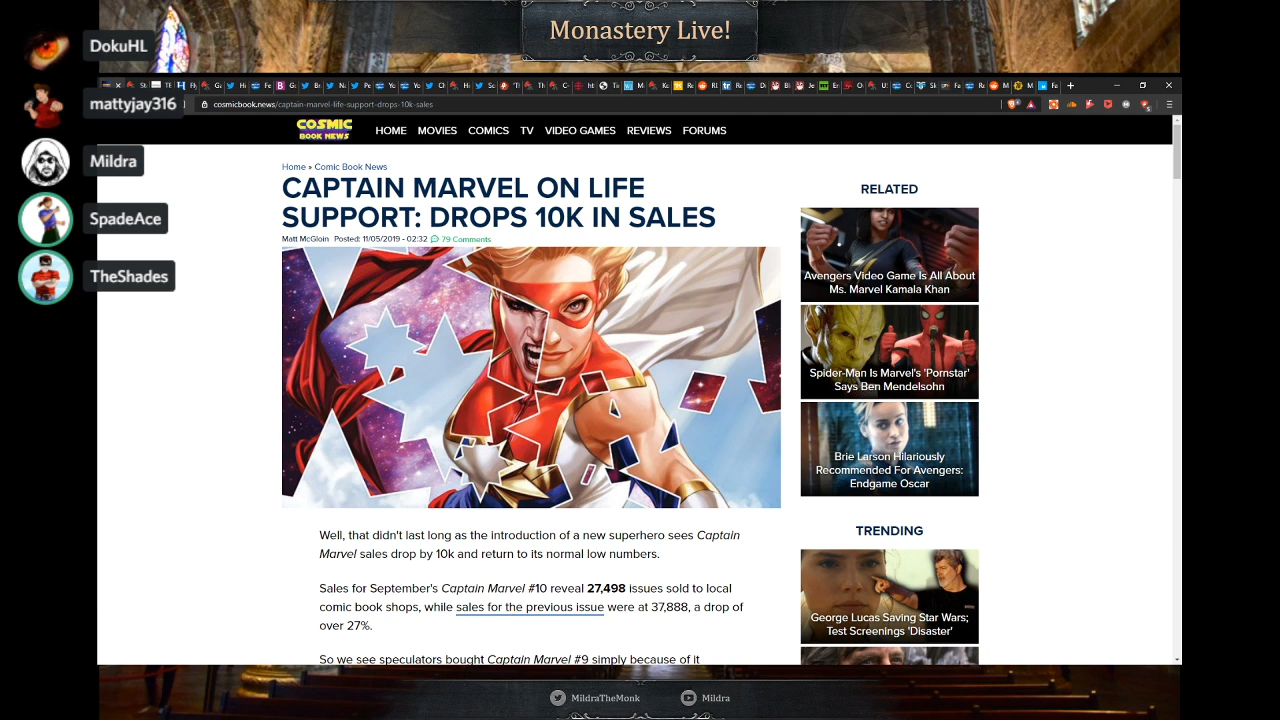 Monastery Live!
DokuHL
mattyjay316
Mildra
SpadeAce
TheShades
cosmicbook.news/captain-marvel-life-support-drops-10k-sales
COSMIC
BOOK NEWS
HOME MOVIES COMICS TV VIDEO GAMES REVIEWS FORUMS
Home » Comic Book News
CAPTAIN MARVEL ON LIFE
SUPPORT: DROPS 10K IN SALES
Matt McGloin Posted: 11/05/2019 - 02:32 79 Comments
Well, that didn't last long as the introduction of a new superhero sees Captain
Marvel sales drop by 10k and return to its normal low numbers.
Sales for September's Captain Marvel #10 reveal 27,498 issues sold to local
comic book shops, while sales for the previous issue were at 37,888, a drop of
over 27%.
So we see speculators bought Captain Marvel #9 simply because of it
RELATED
Avengers Video Game Is All About
Ms. Marvel Kamala Khan
Spider-Man Is Marvel's 'Pornstar'
Says Ben Mendelsohn
Brie Larson Hilariously
Recommended For Avengers:
Endgame Oscar
TRENDING
George Lucas Saving Star Wars;
Test Screenings 'Disaster'
MildraTheMonk
Mildra